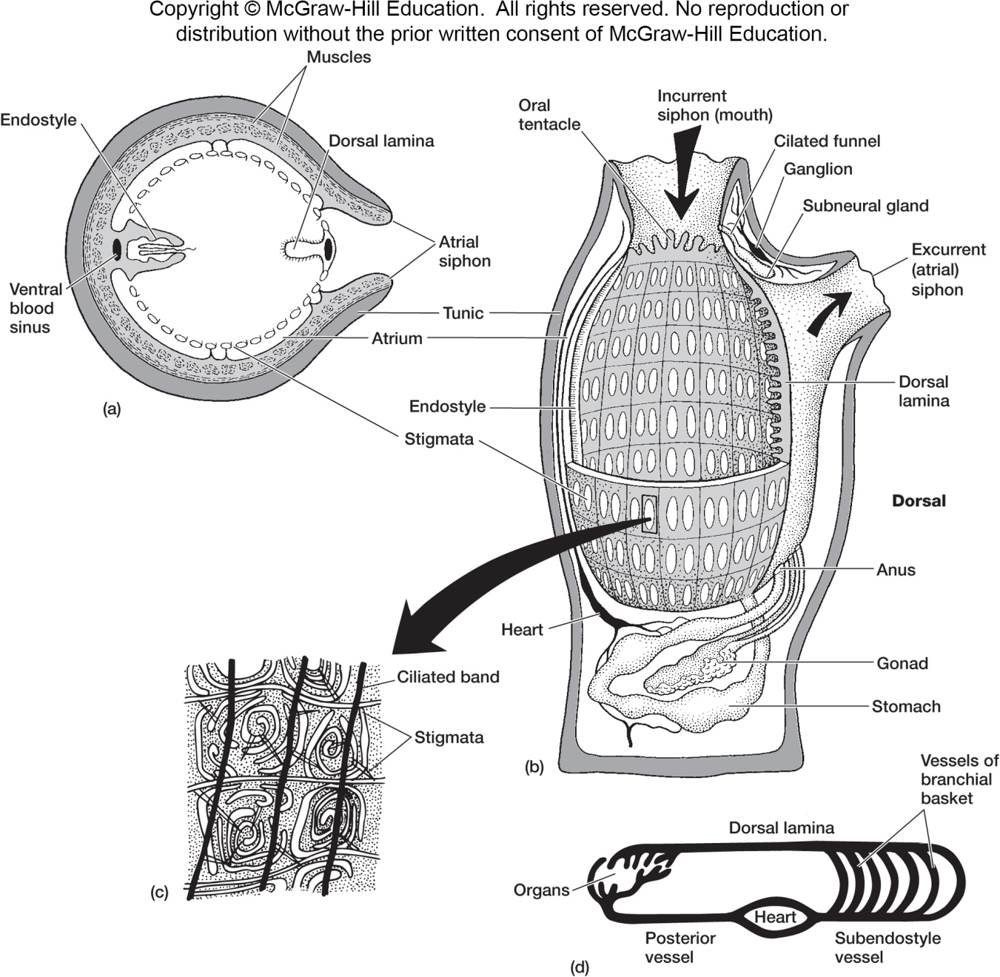 Copyright © McGraw-Hill Education.  All rights reserved. No reproduction or
distribution without the prior written consent of McGraw-Hill Education.
Muscles
Endostyle
Dorsal lamina
Atrial
siphon
Ventral
blood
sinus
Tunic
Atrium
(a)
Endostyle
Stigmata
Oral
tentacle
Incurrent
siphon (mouth)
Cilated funnel
Ganglion
Subneural gland
Excurrent
(atrial)
siphon
Dorsal
lamina
Dorsal
Anus
Heart
Gonad
Stomach
(b)
Ciliated band
Stigmata
(c)
Vessels of
branchial
basket
Dorsal lamina
Organs
Heart
Posterior
vessel
Subendostyle
vessel
(d)